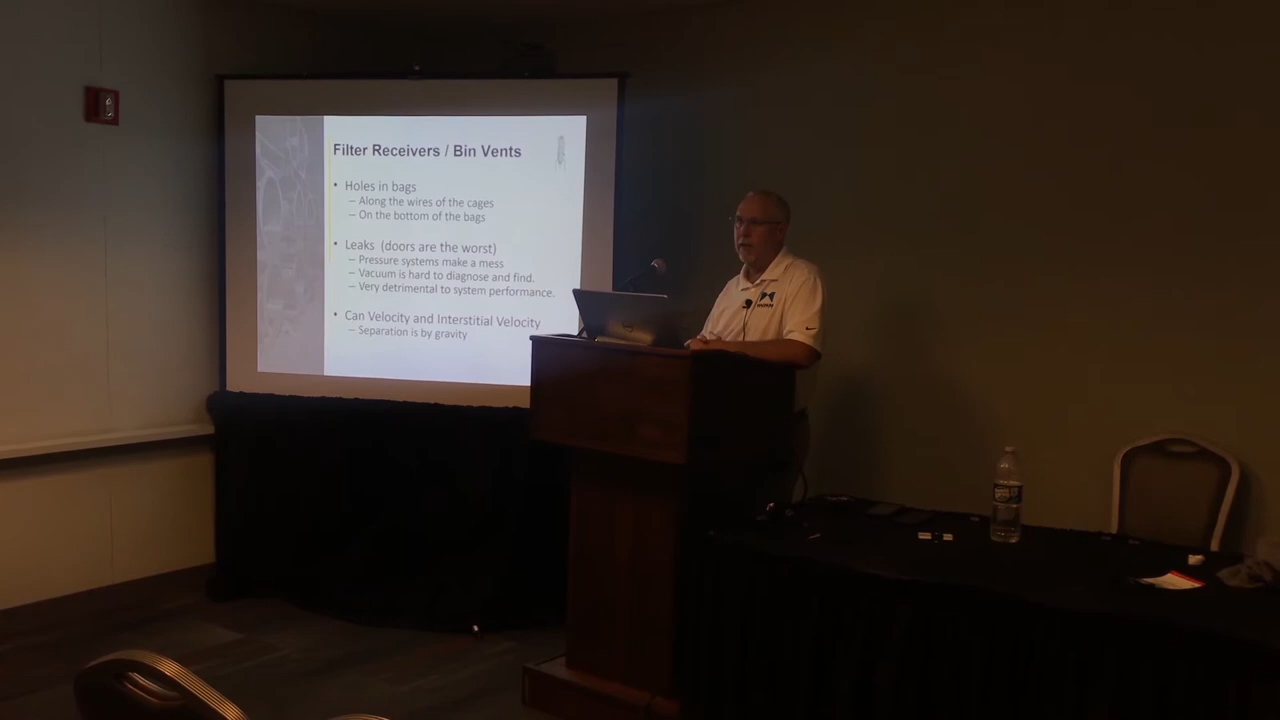 Filter Receivers / Bin Vents
• Holes in bags
– Along the wires of the cages
– On the bottom of the bags
• Leaks (doors are the worst)
– Pressure systems make a mess
– Vacuum is hard to diagnose and find.
– Very detrimental to system performance.
• Can Velocity and Interstitial Velocity
– Separation is by gravity